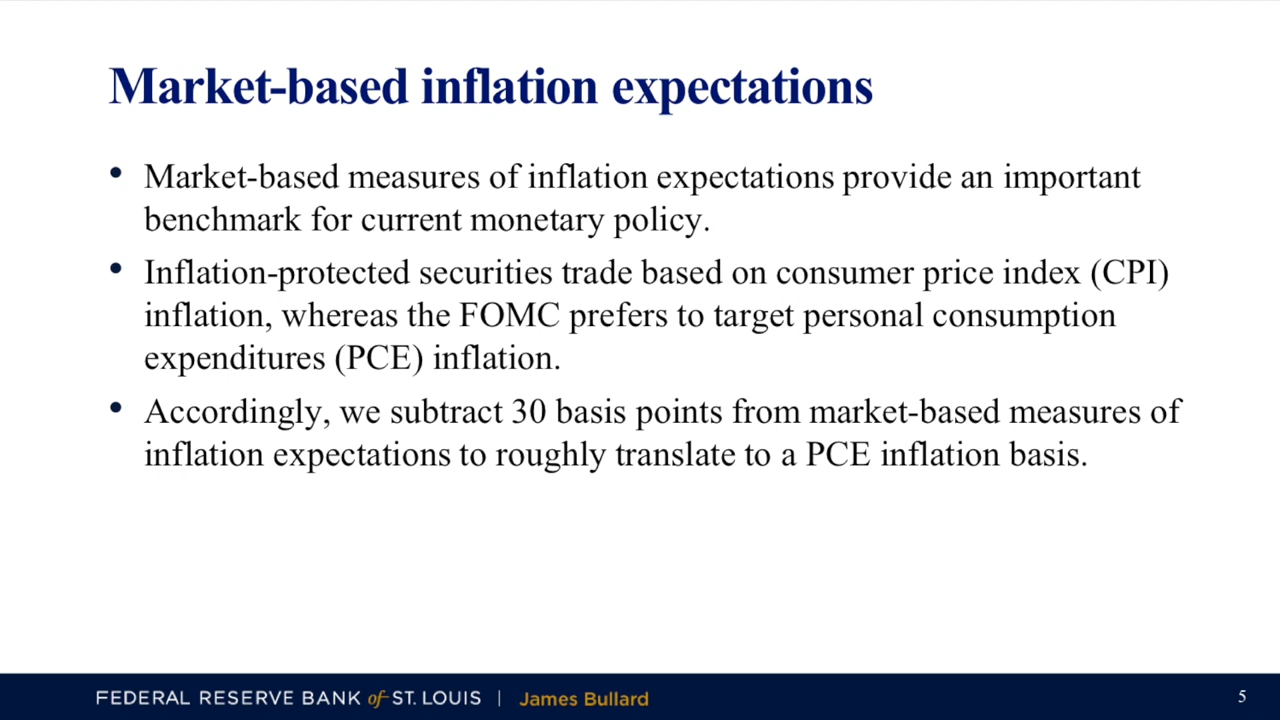 Market-based inflation expectations
• Market-based measures of inflation expectations provide an important
benchmark for current monetary policy.
• Inflation-protected securities trade based on consumer price index (CPI)
inflation, whereas the FOMC prefers to target personal consumption
expenditures (PCE) inflation.
• Accordingly, we subtract 30 basis points from market-based measures of
inflation expectations to roughly translate to a PCE inflation basis.
FEDERAL RESERVE BANK of ST. LOUIS | James Bullard
5